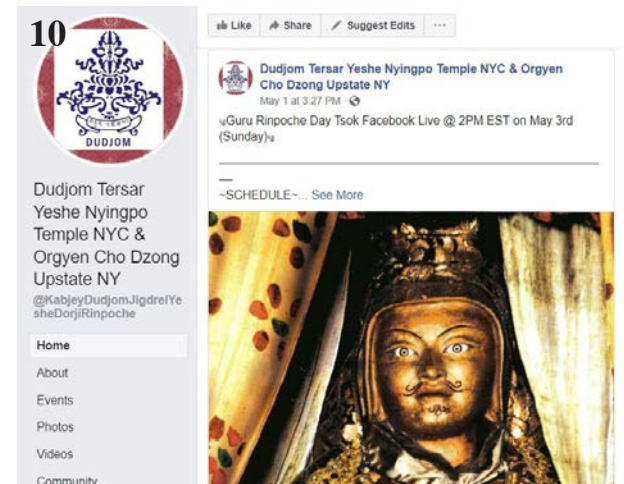 10
DUDJOM
Dudjom Tersar
Yeshe Nyingpo
Temple NYC &
Orgyen Cho Dzong
Upstate NY
@KabjeyDudjomJigdrelYe
sheDorjiRinpoche
Home
About
Events
Photos
Videos
Community
Like Share Suggest Edits ...
Dudjom Tersar Yeshe Nyingpo Temple NYC & Orgyen
Cho Dzong Upstate NY
May 1 at 3:27 PM ·
Guru Rinpoche Day Tsok Facebook Live @ 2PM EST on May 3rd
(Sunday)
~SCHEDULE~... See More